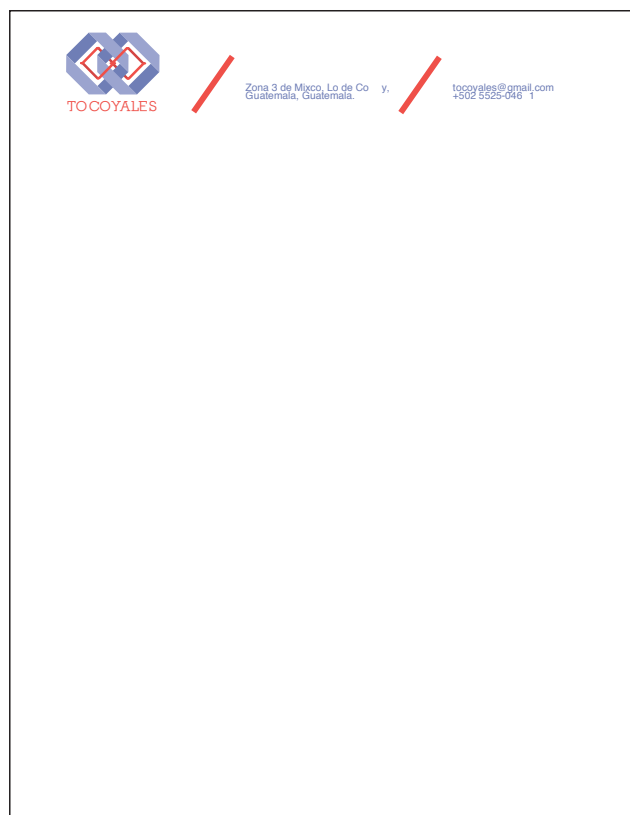 TOCOYALES
Zona 3 de Mixco, Lo de Co y,
Guatemala, Guatemala.
tocoyales@gmail.com
+502 5525-046 1